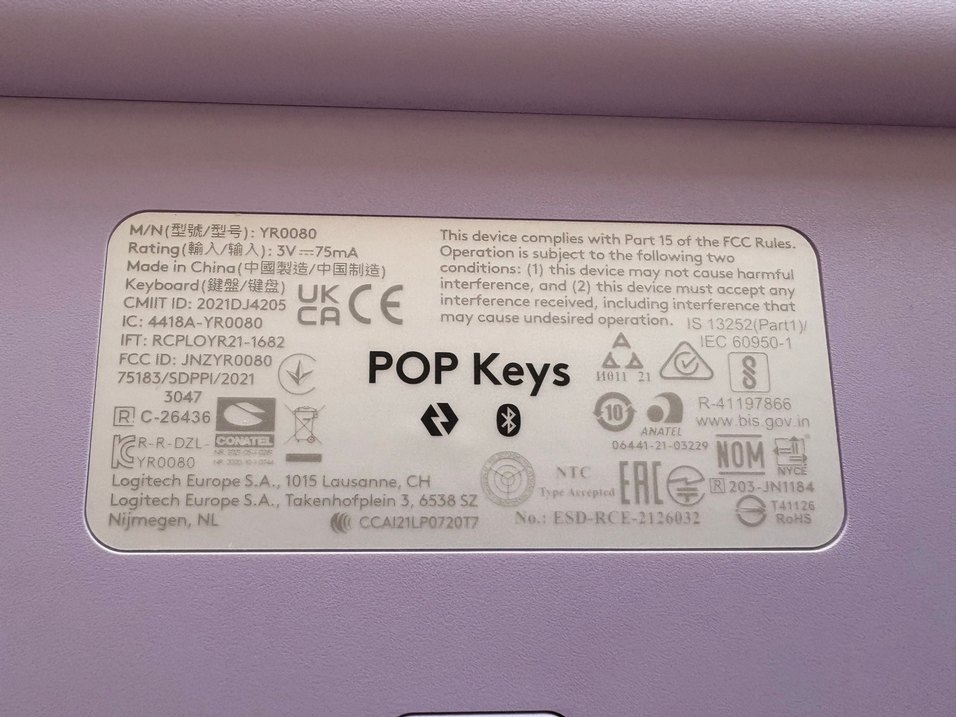 M/N(型號/型号): YR0080
Rating(輸入/输入): 3V⎓75mA
Made in China(中國製造/中国制造)
Keyboard(鍵盤/键盘)
CMIIT ID: 2021DJ4205
IC: 4418A-YR0080
IFT: RCPLOYR21-1682
FCC ID: JNZYR0080
75183/SDPPI/2021
3047
R C-26436
R-R-DZL-
YR0080
UK
CA CE
CONATEL
This device complies with Part 15 of the FCC Rules.
Operation is subject to the following two
conditions: (1) this device may not cause harmful
interference, and (2) this device must accept any
interference received, including interference that
may cause undesired operation.
IS 13252(Part1)/
IEC 60950-1
POP Keys
И011 21
R-41197866
www.bis.gov.in
10
ANATEL
06441-21-03229
NOM
NYCE
NTC
Type Accepted
No.: ESD-RCE-2126032
EAC
R 203-JN1184
T41126
RoHS
Logitech Europe S.A., 1015 Lausanne, CH
Logitech Europe S.A., Takenhofplein 3, 6538 SZ
Nijmegen, NL
CCAI21LP0720T7